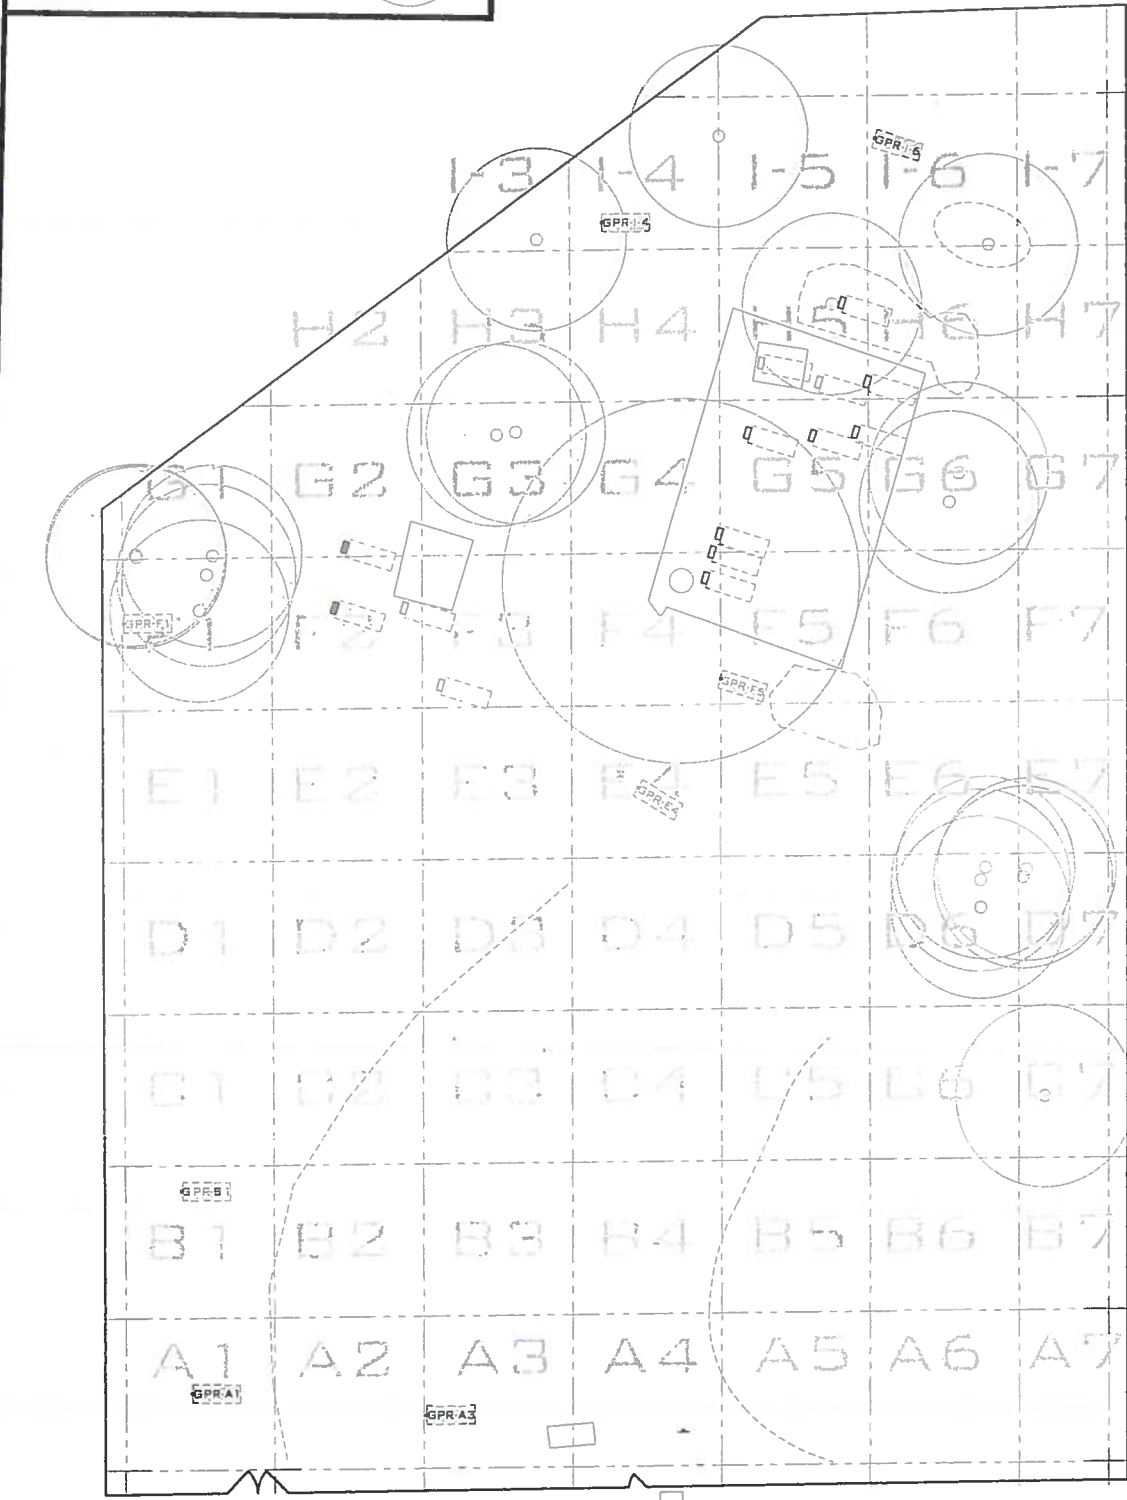 GPR-I-6
I-3 I-4 I-5 I-6 I-7
GPR-I-4
H2 H3 H4 H5 H6 H7
G1 G2 G3 G4 G5 G6 G7
GPR-F1
F2 F3 F4 F5 F6 F7
GPR-F5
E1 E2 E3 E4 E5 E6 E7
GPR-E4
D1 D2 D3 D4 D5 D6 D7
C1 C2 C3 C4 C5 C6 C7
GPR-B1
B1 B2 B3 B4 B5 B6 B7
A1 A2 A3 A4 A5 A6 A7
GPR-A1
GPR-A3